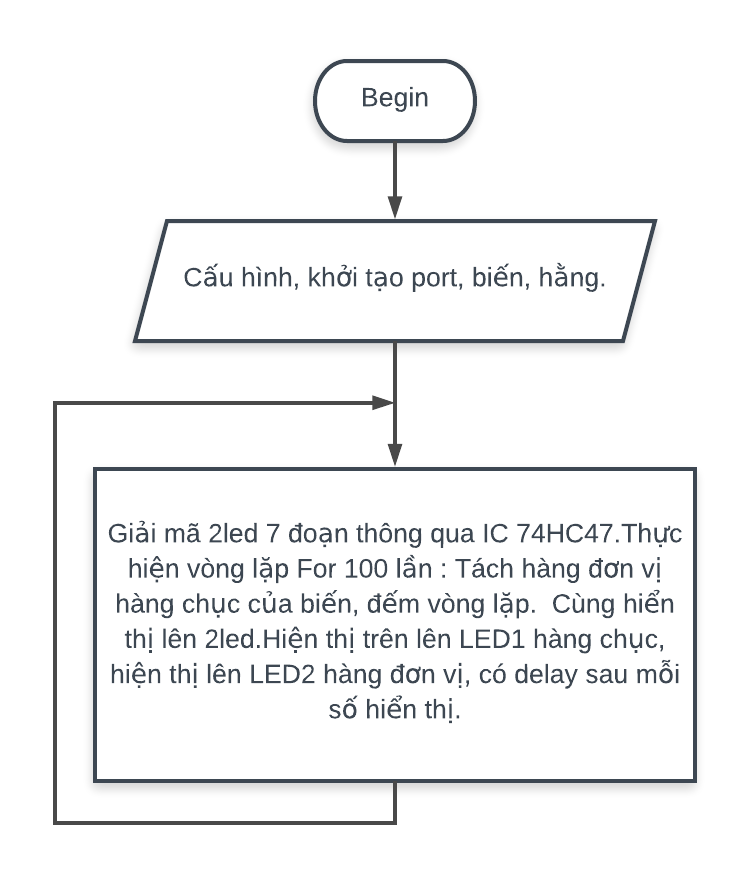 Begin
Cấu hình, khởi tạo port, biến, hằng.
Giải mã 2led 7 đoạn thông qua IC 74HC47.Thực
hiện vòng lặp For 100 lần : Tách hàng đơn vị
hàng chục của biến, đếm vòng lặp.  Cùng hiển
thị lên 2led.Hiện thị trên lên LED1 hàng chục,
hiện thị lên LED2 hàng đơn vị, có delay sau mỗi
số hiển thị.